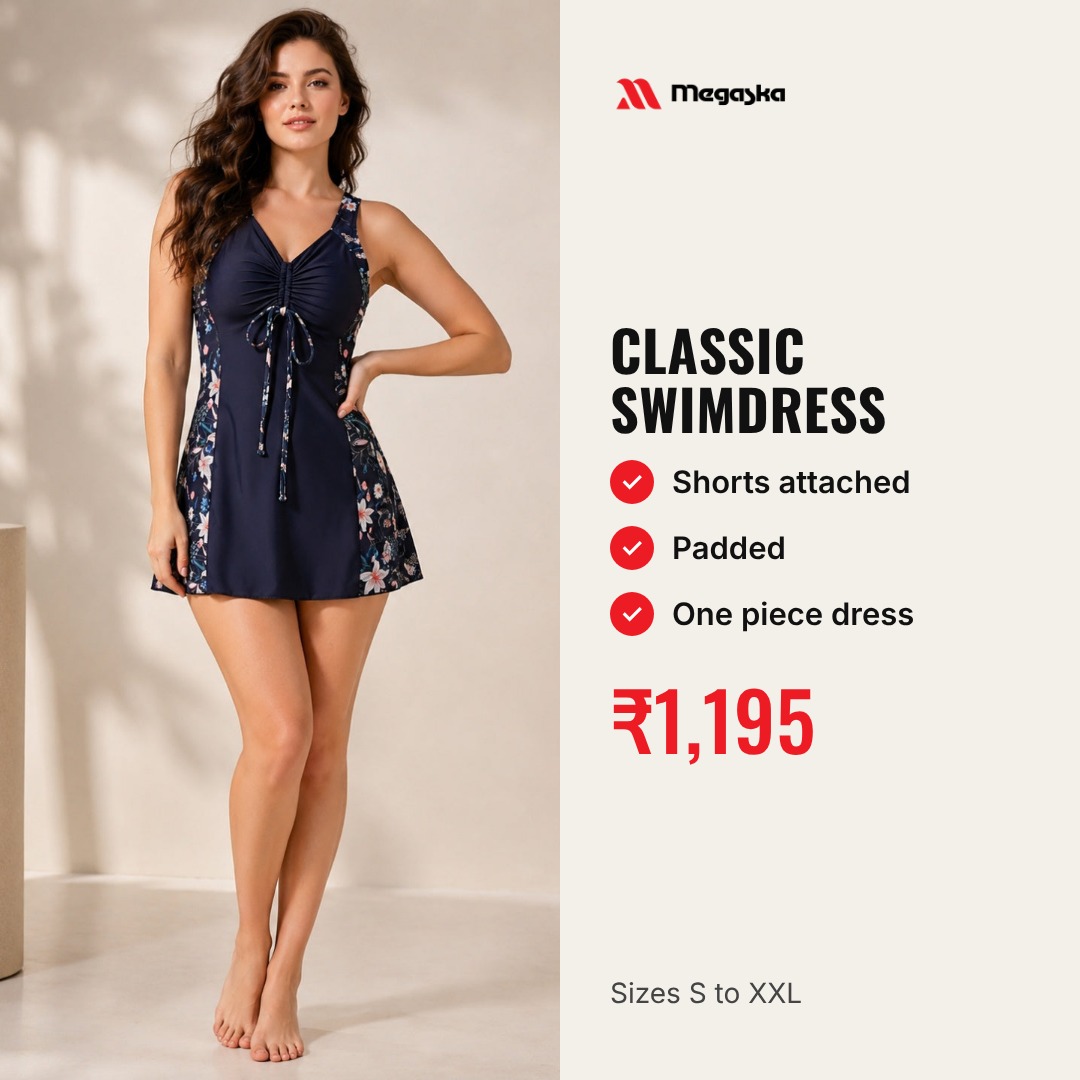 Megaska
CLASSIC
SWIMDRESS
Shorts attached
Padded
One piece dress
₹1,195
Sizes S to XXL